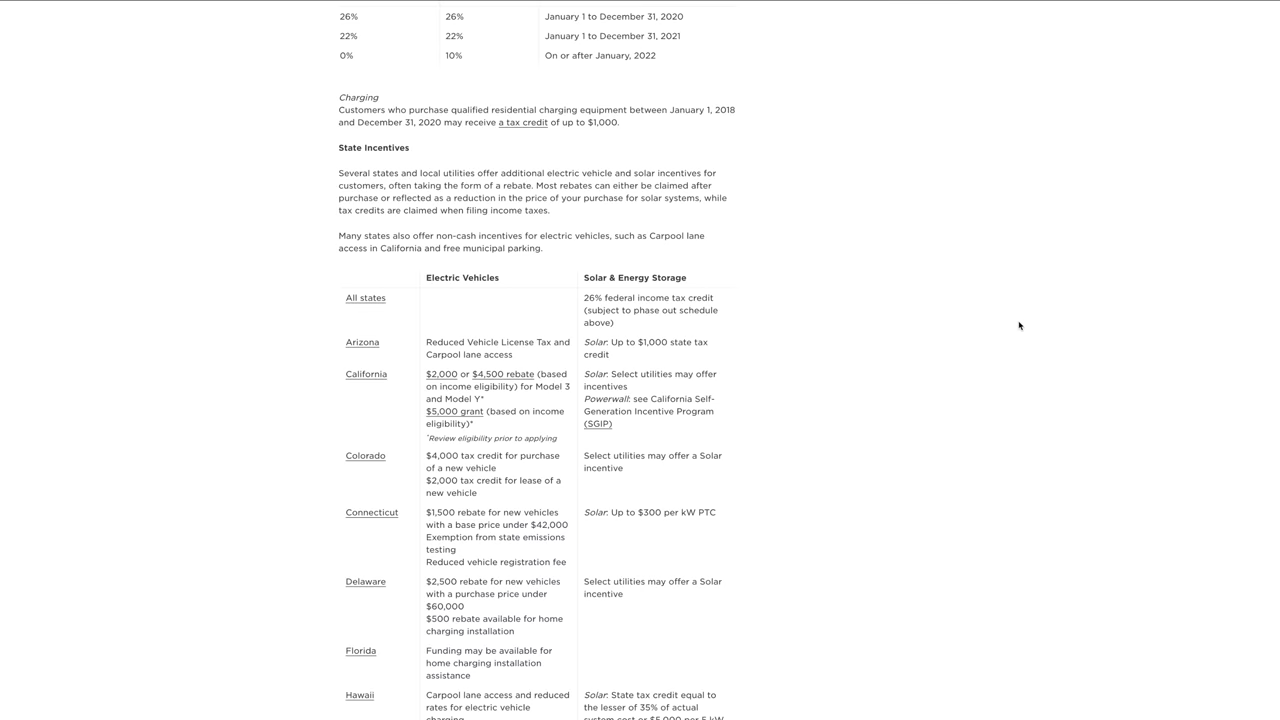 26% 26% January 1 to December 31, 2020
22% 22% January 1 to December 31, 2021
0% 10% On or after January, 2022
Charging
Customers who purchase qualified residential charging equipment between January 1, 2018
and December 31, 2020 may receive a tax credit of up to $1,000.
State Incentives
Several states and local utilities offer additional electric vehicle and solar incentives for
customers, often taking the form of a rebate. Most rebates can either be claimed after
purchase or reflected as a reduction in the price of your purchase for solar systems, while
tax credits are claimed when filing income taxes.
Many states also offer non-cash incentives for electric vehicles, such as Carpool lane
access in California and free municipal parking.
Electric Vehicles Solar & Energy Storage
All states
26% federal income tax credit
(subject to phase out schedule
above)
Arizona
Reduced Vehicle License Tax and
Carpool lane access
Solar: Up to $1,000 state tax
credit
California
$2,000 or $4,500 rebate (based
on income eligibility) for Model 3
and Model Y*
$5,000 grant (based on income
eligibility)*
*Review eligibility prior to applying
Solar: Select utilities may offer
incentives
Powerwall: see California Self-
Generation Incentive Program
(SGIP)
Colorado
$4,000 tax credit for purchase
of a new vehicle
$2,000 tax credit for lease of a
new vehicle
Select utilities may offer a Solar
incentive
Connecticut
$1,500 rebate for new vehicles
with a base price under $42,000
Exemption from state emissions
testing
Reduced vehicle registration fee
Solar: Up to $300 per kW PTC
Delaware
$2,500 rebate for new vehicles
with a purchase price under
$60,000
$500 rebate available for home
charging installation
Select utilities may offer a Solar
incentive
Florida
Funding may be available for
home charging installation
assistance
Hawaii
Carpool lane access and reduced
rates for electric vehicle
charging
Solar: State tax credit equal to
the lesser of 35% of actual
system cost or $5,000 per 5 kW